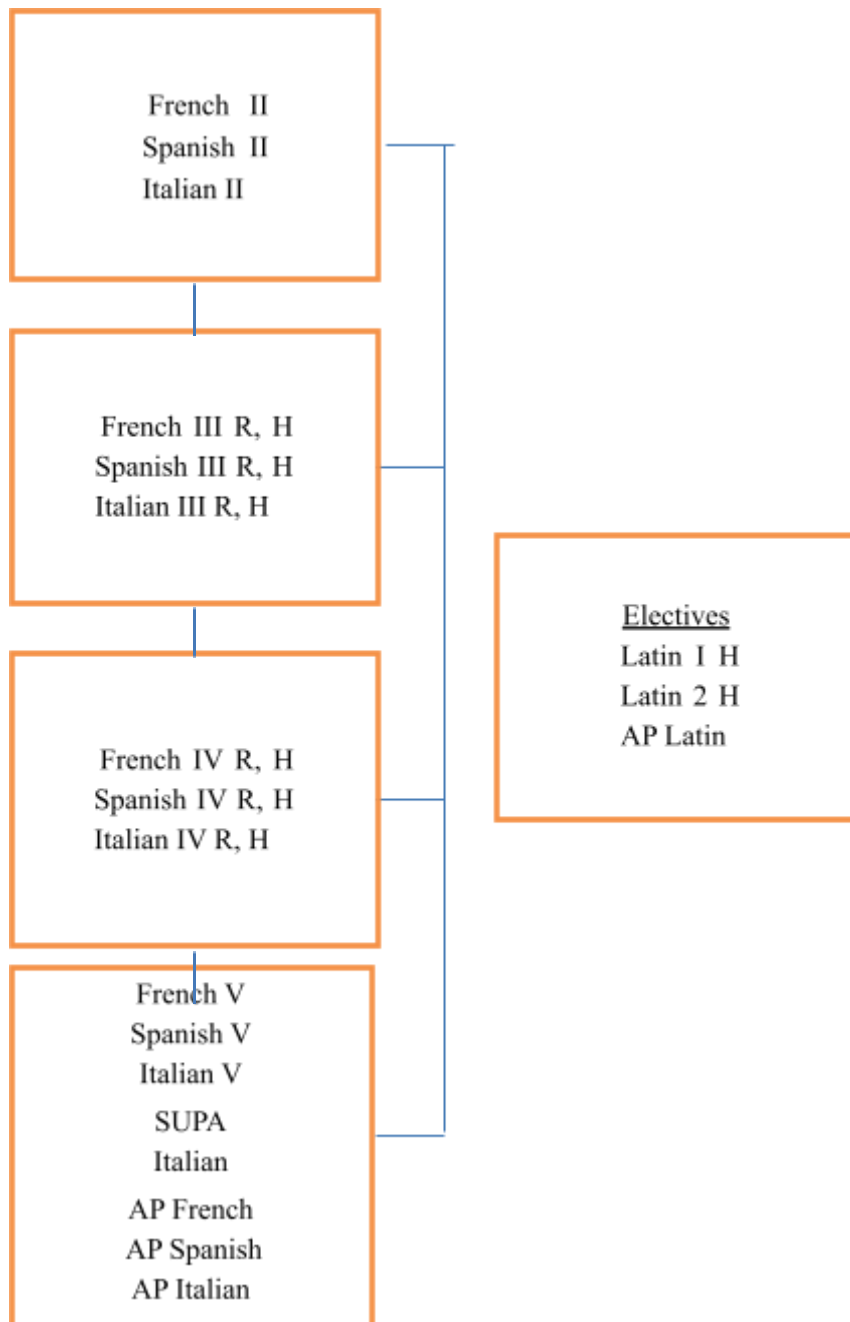 French II
Spanish II
Italian II
French III R, H
Spanish III R, H
Italian III R, H
French IV R, H
Spanish IV R, H
Italian IV R, H
French V
Spanish V
Italian V
SUPA
Italian
AP French
AP Spanish
AP Italian
Electives
Latin I H
Latin 2 H
AP Latin